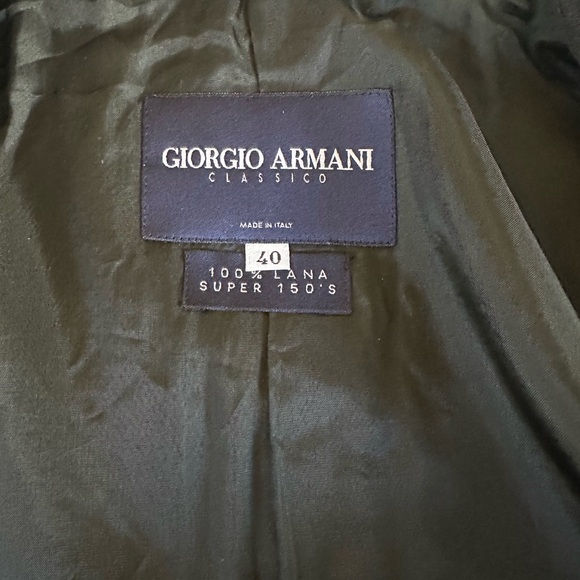 GIORGIO ARMANI
CLASSICO
MADE IN ITALY
40
100% LANA
SUPER 150'S